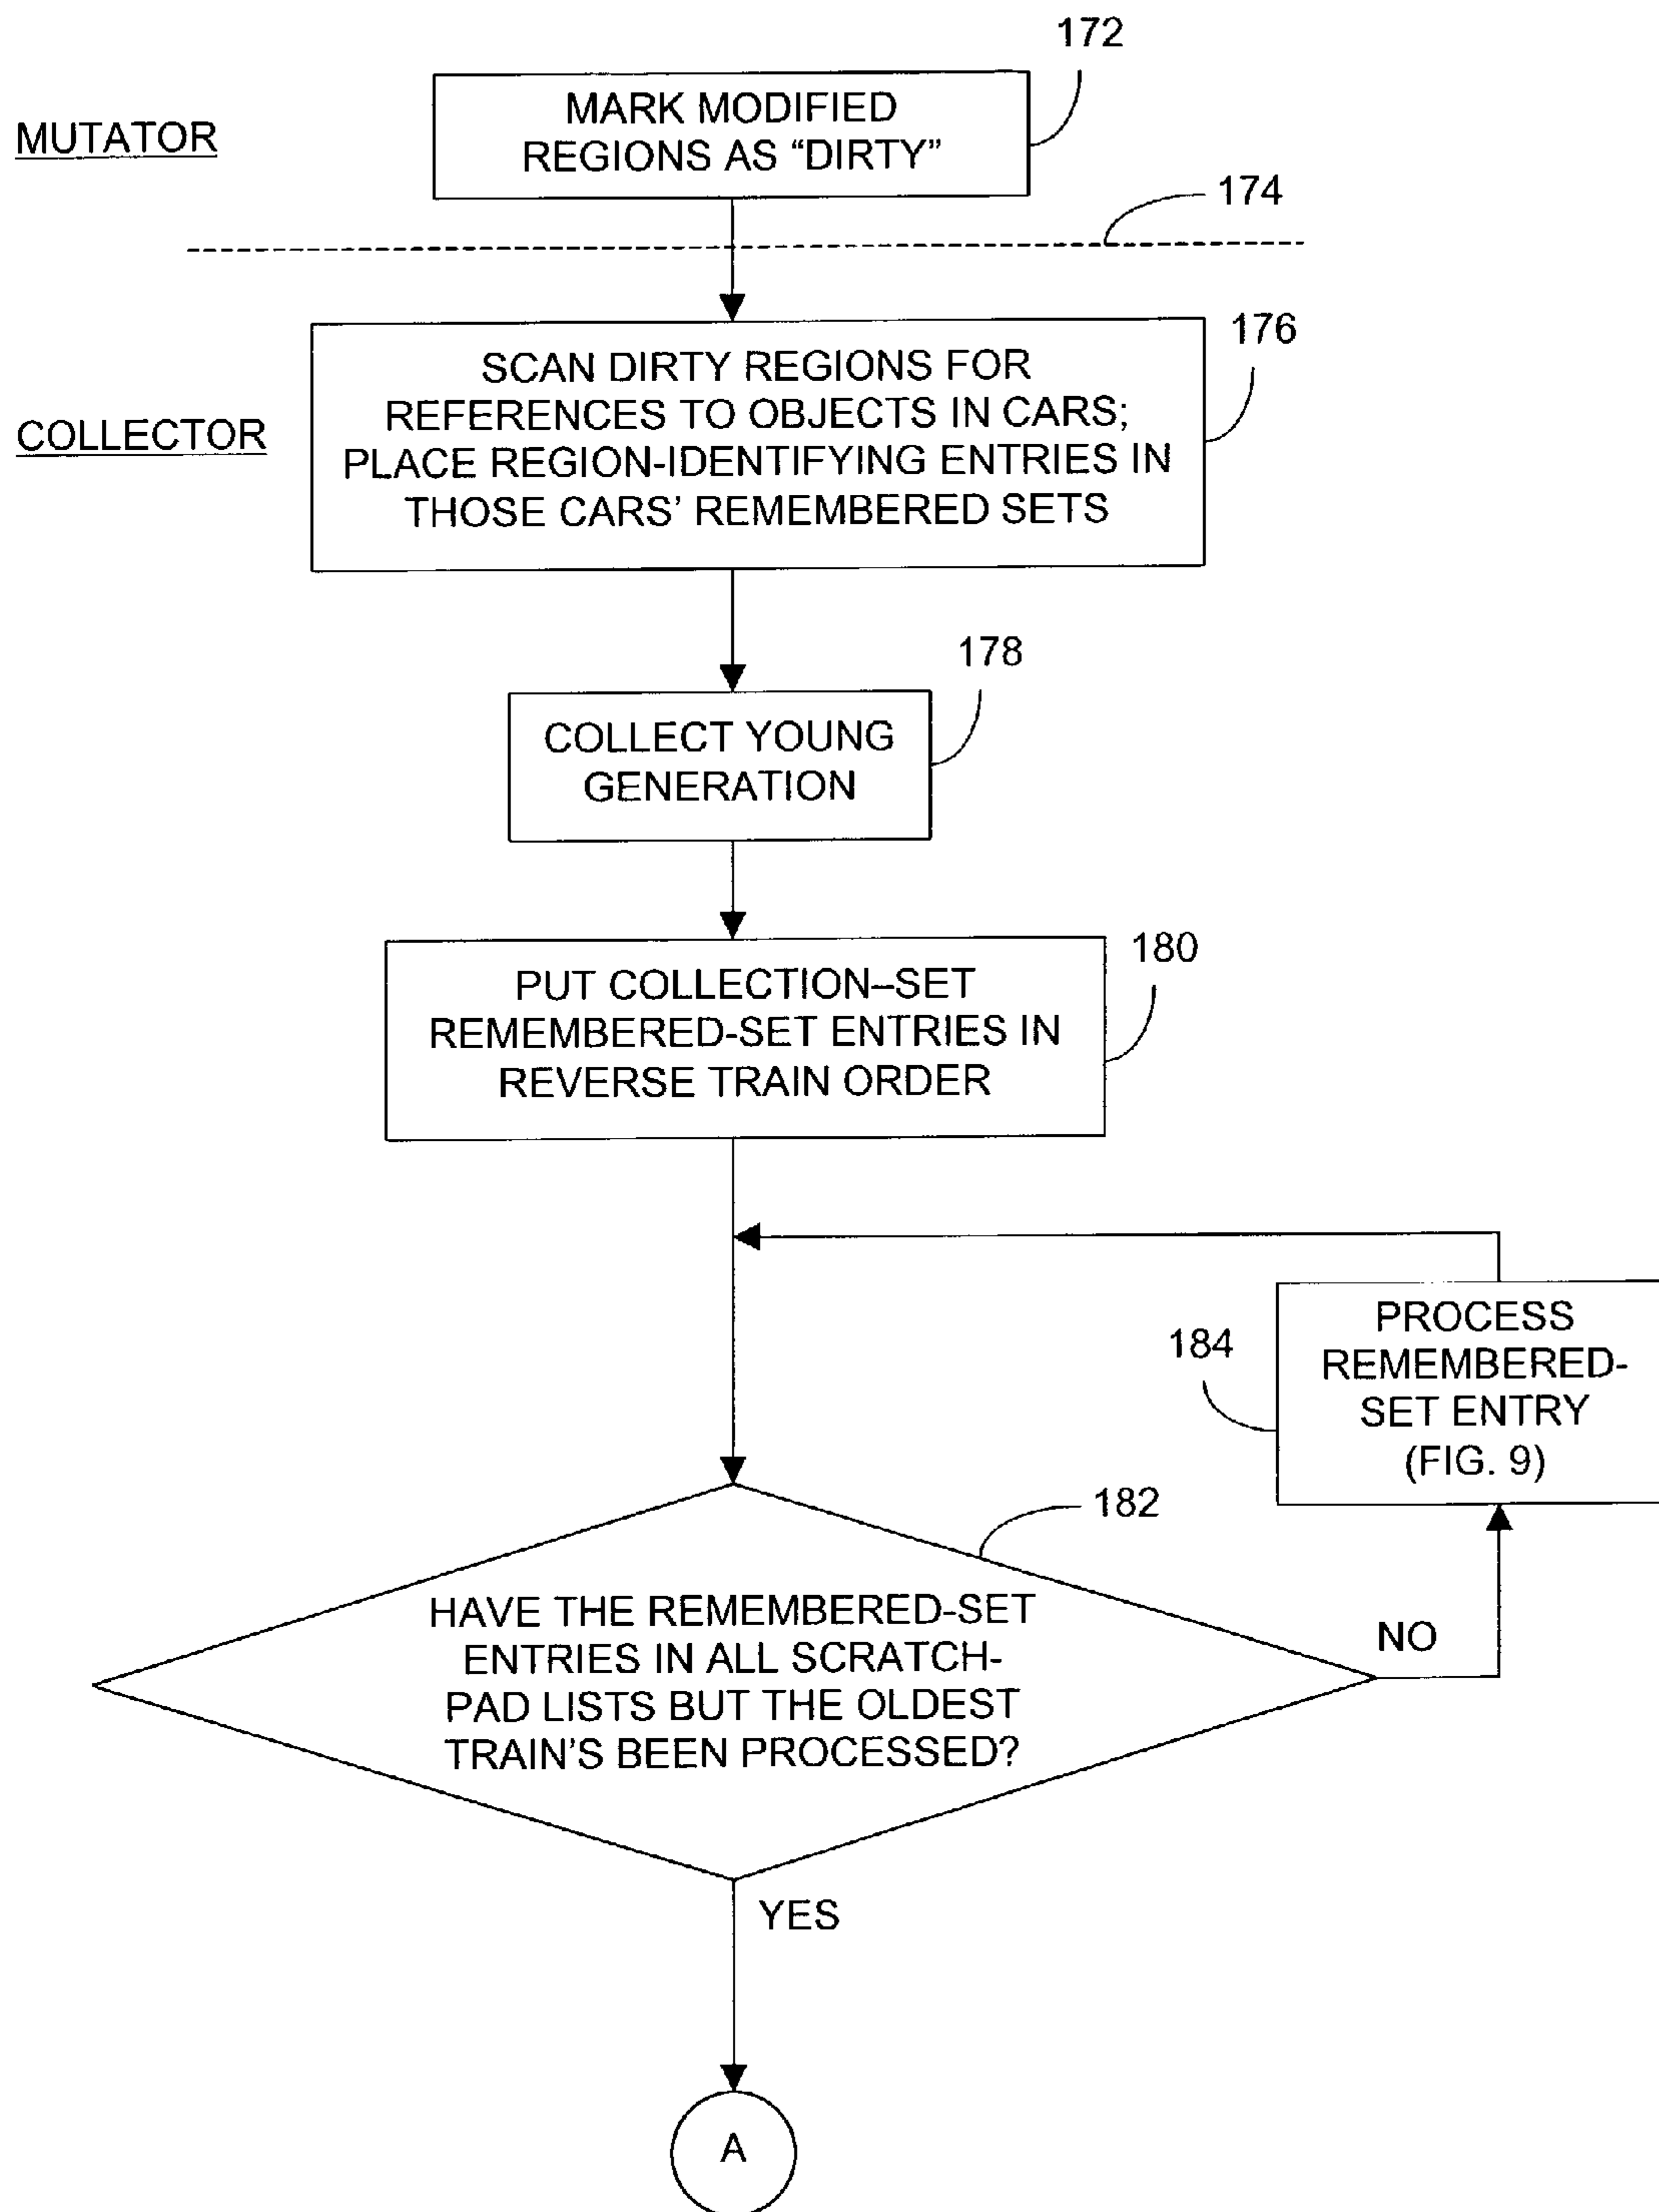 172
MUTATOR
MARK MODIFIED
REGIONS AS “DIRTY”
174
176
COLLECTOR
SCAN DIRTY REGIONS FOR
REFERENCES TO OBJECTS IN CARS;
PLACE REGION-IDENTIFYING ENTRIES IN
THOSE CARS’ REMEMBERED SETS
178
COLLECT YOUNG
GENERATION
180
PUT COLLECTION–SET
REMEMBERED-SET ENTRIES IN
REVERSE TRAIN ORDER
184
PROCESS
REMEMBERED-
SET ENTRY
(FIG. 9)
182
HAVE THE REMEMBERED-SET
ENTRIES IN ALL SCRATCH-
PAD LISTS BUT THE OLDEST
TRAIN’S BEEN PROCESSED?
NO
YES
A